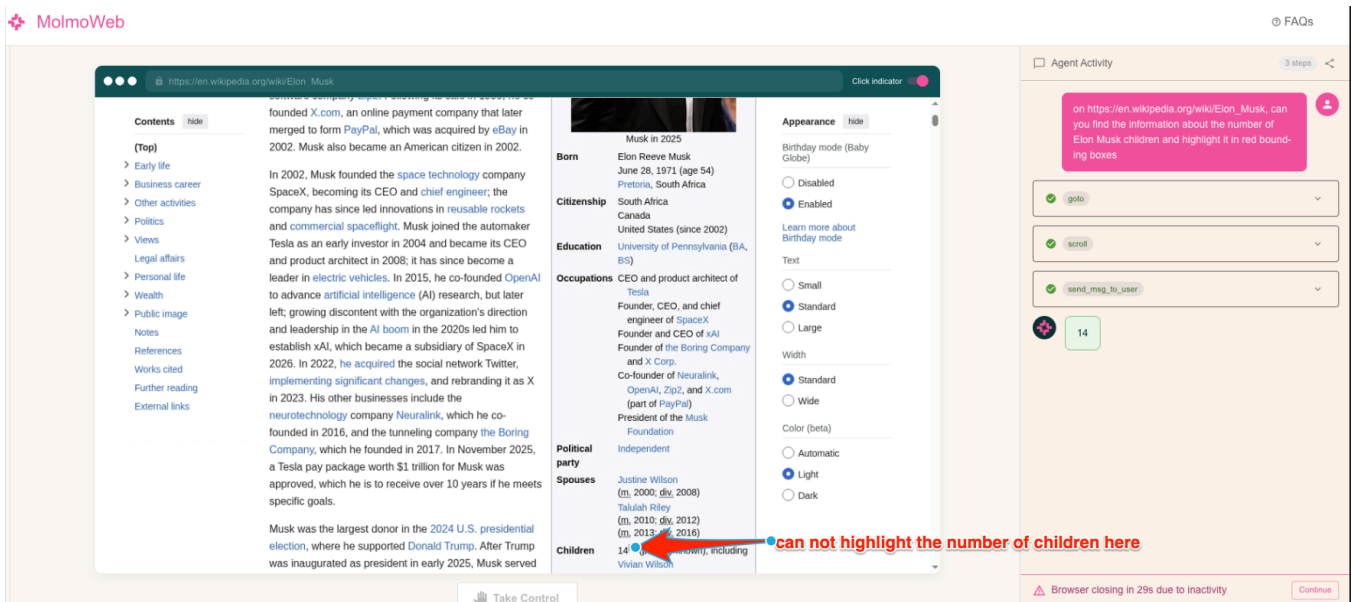 MolmoWeb
FAQs
https://en.wikipedia.org/wiki/Elon_Musk
Click indicator
Contents hide
(Top)
Early life
Business career
Other activities
Politics
Views
Legal affairs
Personal life
Wealth
Public image
Notes
References
Works cited
Further reading
External links
founded X.com, an online payment company that later
merged to form PayPal, which was acquired by eBay in
2002. Musk also became an American citizen in 2002.
In 2002, Musk founded the space technology company
SpaceX, becoming its CEO and chief engineer; the
company has since led innovations in reusable rockets
and commercial spaceflight. Musk joined the automaker
Tesla as an early investor in 2004 and became its CEO
and product architect in 2008; it has since become a
leader in electric vehicles. In 2015, he co-founded OpenAI
to advance artificial intelligence (AI) research, but later
left; growing discontent with the organization's direction
and leadership in the AI boom in the 2020s led him to
establish xAI, which became a subsidiary of SpaceX in
2026. In 2022, he acquired the social network Twitter,
implementing significant changes, and rebranding it as X
in 2023. His other businesses include the
neurotechnology company Neuralink, which he co-
founded in 2016, and the tunneling company the Boring
Company, which he founded in 2017. In November 2025,
a Tesla pay package worth $1 trillion for Musk was
approved, which he is to receive over 10 years if he meets
specific goals.
Musk was the largest donor in the 2024 U.S. presidential
election, where he supported Donald Trump. After Trump
was inaugurated as president in early 2025, Musk served
Musk in 2025
Born Elon Reeve Musk
June 28, 1971 (age 54)
Pretoria, South Africa
Citizenship South Africa
Canada
United States (since 2002)
Education University of Pennsylvania (BA,
BS)
Occupations CEO and product architect of
Tesla
Founder, CEO, and chief
engineer of SpaceX
Founder and CEO of xAI
Founder of the Boring Company
and X Corp.
Co-founder of Neuralink,
OpenAI, Zip2, and X.com
(part of PayPal)
President of the Musk
Foundation
Political Independent
party
Spouses Justine Wilson
(m. 2000; div. 2008)
Talulah Riley
(m. 2010; div. 2012)
(m. 2013; div. 2016)
Children 14 including
Vivian Wilson
Appearance hide
Birthday mode (Baby
Globe)
Disabled
Enabled
Learn more about
Birthday mode
Text
Small
Standard
Large
Width
Standard
Wide
Color (beta)
Automatic
Light
Dark
can not highlight the number of children here
Take Control
Agent Activity 3 steps
on https://en.wikipedia.org/wiki/Elon_Musk, can
you find the information about the number of
Elon Musk children and highlight it in red bound-
ing boxes
goto
scroll
send_msg_to_user
14
Browser closing in 29s due to inactivity Continue